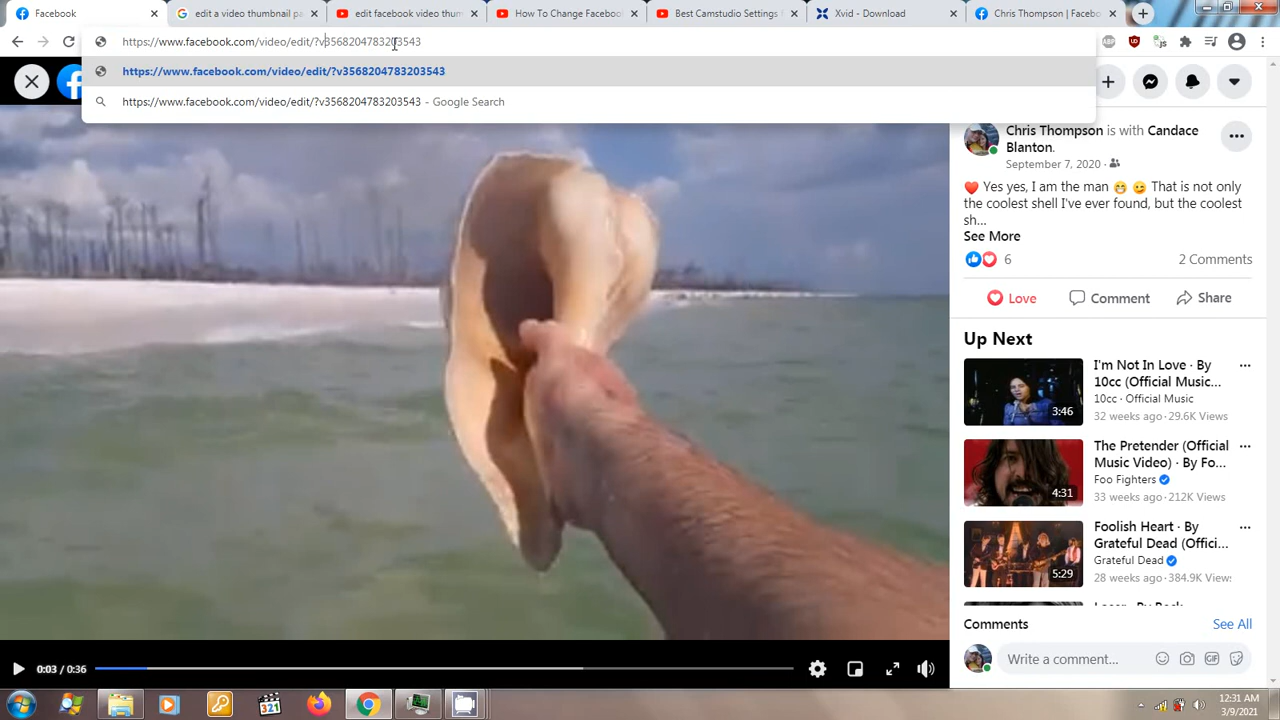 Facebook
edit a video thumbnail pa
edit facebook video thum
How To Change Faceboo
Best Camstudio Settings
Xvid - Download
Chris Thompson | Facebo
https://www.facebook.com/video/edit/?v3568204783203543
https://www.facebook.com/video/edit/?v3568204783203543
https://www.facebook.com/video/edit/?v3568204783203543 - Google Search
ABP
Chris Thompson is with Candace
Blanton.
September 7, 2020
Yes yes, I am the man
That is not only
the coolest shell I've ever found, but the coolest
sh...
See More
6
2 Comments
Love
Comment
Share
Up Next
I'm Not In Love · By
10cc (Official Music...
10cc · Official Music
32 weeks ago · 29.6K Views
3:46
The Pretender (Official
Music Video) · By Fo...
Foo Fighters
33 weeks ago · 212K Views
4:31
Foolish Heart · By
Grateful Dead (Offici...
Grateful Dead
28 weeks ago · 384.9K Views
5:29
Comments
See All
Write a comment...
GIF
0:03 / 0:36
321
12:31 AM
3/9/2021